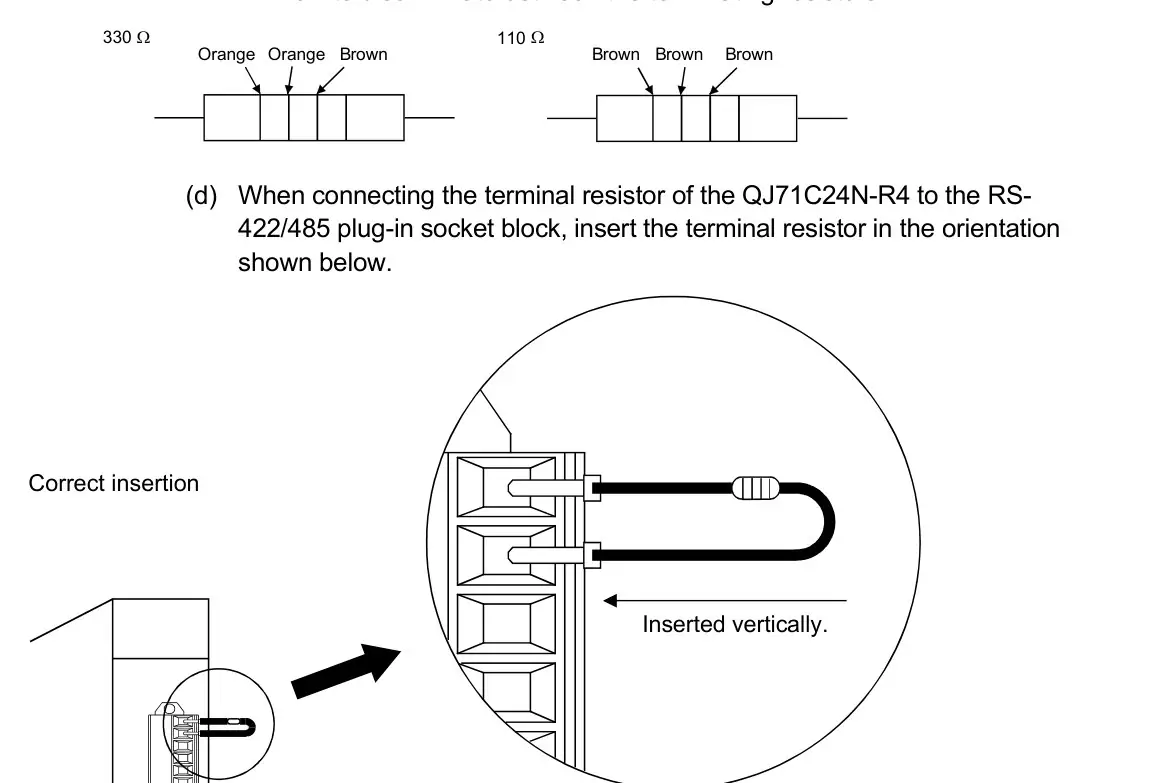 330 Ω
110 Ω
Orange Orange Brown
Brown Brown Brown
(d) When connecting the terminal resistor of the QJ71C24N-R4 to the RS-
422/485 plug-in socket block, insert the terminal resistor in the orientation
shown below.
Correct insertion
Inserted vertically.